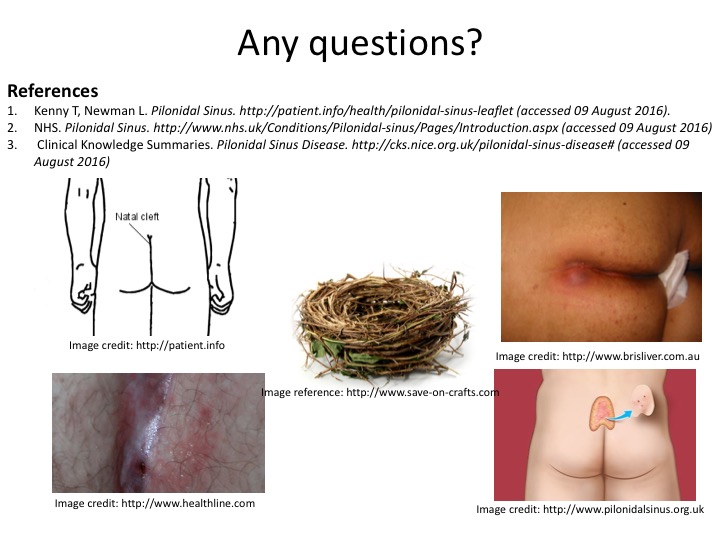 Any questions?
References
1. Kenny T, Newman L. Pilonidal Sinus. http://patient.info/health/pilonidal-sinus-leaflet (accessed 09 August 2016).
2. NHS. Pilonidal Sinus. http://www.nhs.uk/Conditions/Pilonidal-sinus/Pages/Introduction.aspx (accessed 09 August 2016)
3. Clinical Knowledge Summaries. Pilonidal Sinus Disease. http://cks.nice.org.uk/pilonidal-sinus-disease# (accessed 09
August 2016)
Natal cleft
Image credit: http://patient.info
Image credit: http://www.brisliver.com.au
Image reference: http://www.save-on-crafts.com
Image credit: http://www.healthline.com
Image credit: http://www.pilonidalsinus.org.uk